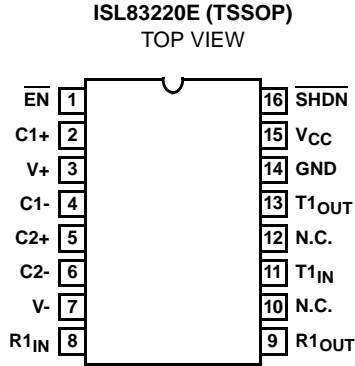 ISL83220E (TSSOP)
TOP VIEW
EN 1 16 SHDN
C1+ 2 15 VCC
V+ 3 14 GND
C1- 4 13 T1OUT
C2+ 5 12 N.C.
C2- 6 11 T1IN
V- 7 10 N.C.
R1IN 8 9 R1OUT